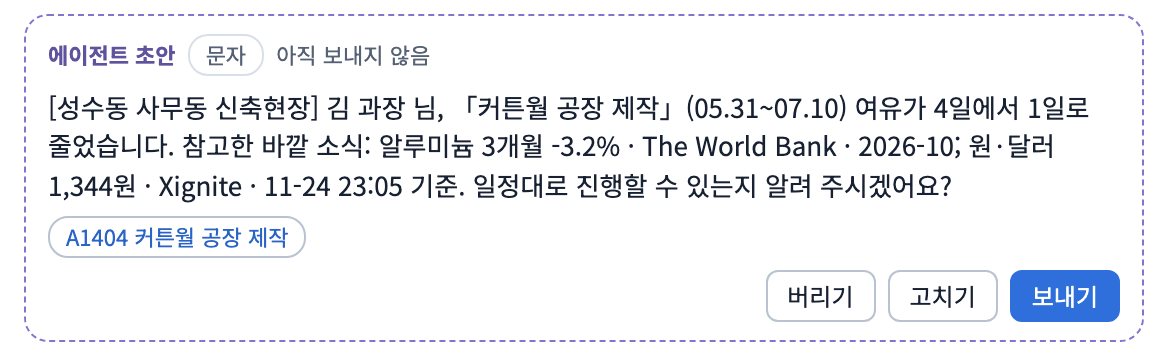 에이전트 초안 문자 아직 보내지 않음
[성수동 사무동 신축현장] 김 과장 님, 「커튼월 공장 제작」(05.31~07.10) 여유가 4일에서 1일로
줄었습니다. 참고한 바깥 소식: 알루미늄 3개월 -3.2% · The World Bank · 2026-10; 원·달러
1,344원 · Xignite · 11-24 23:05 기준. 일정대로 진행할 수 있는지 알려 주시겠어요?
A1404 커튼월 공장 제작
버리기 고치기 보내기